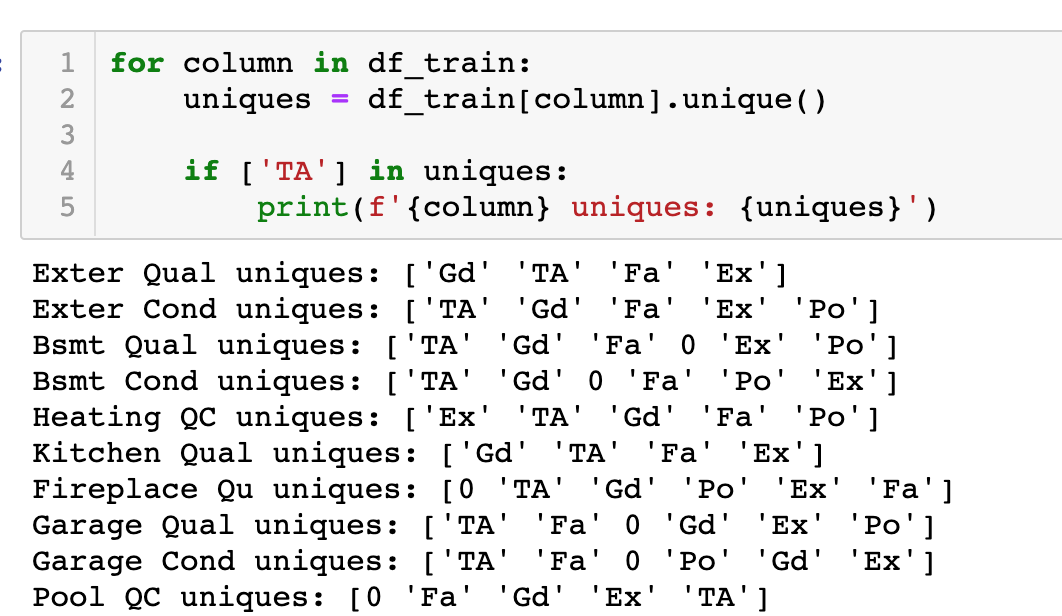 1 for column in df_train:
2     uniques = df_train[column].unique()
3
4     if ['TA'] in uniques:
5         print(f'{column} uniques: {uniques}')
Exter Qual uniques: ['Gd' 'TA' 'Fa' 'Ex']
Exter Cond uniques: ['TA' 'Gd' 'Fa' 'Ex' 'Po']
Bsmt Qual uniques: ['TA' 'Gd' 'Fa' 0 'Ex' 'Po']
Bsmt Cond uniques: ['TA' 'Gd' 0 'Fa' 'Po' 'Ex']
Heating QC uniques: ['Ex' 'TA' 'Gd' 'Fa' 'Po']
Kitchen Qual uniques: ['Gd' 'TA' 'Fa' 'Ex']
Fireplace Qu uniques: [0 'TA' 'Gd' 'Po' 'Ex' 'Fa']
Garage Qual uniques: ['TA' 'Fa' 0 'Gd' 'Ex' 'Po']
Garage Cond uniques: ['TA' 'Fa' 0 'Po' 'Gd' 'Ex']
Pool QC uniques: [0 'Fa' 'Gd' 'Ex' 'TA']